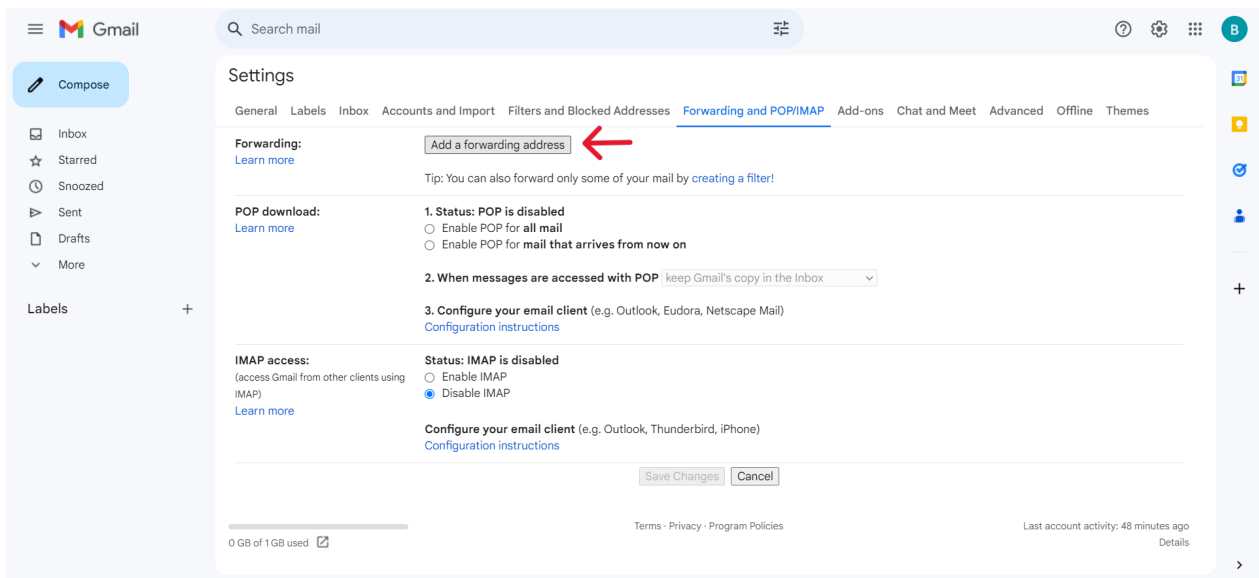 Gmail
Search mail
B
Compose
Inbox
Starred
Snoozed
Sent
Drafts
More
Labels
Settings
General Labels Inbox Accounts and Import Filters and Blocked Addresses Forwarding and POP/IMAP Add-ons Chat and Meet Advanced Offline Themes
Forwarding:
Learn more
Add a forwarding address
Tip: You can also forward only some of your mail by creating a filter!
POP download:
Learn more
1. Status: POP is disabled
Enable POP for all mail
Enable POP for mail that arrives from now on
2. When messages are accessed with POP keep Gmail's copy in the Inbox
3. Configure your email client (e.g. Outlook, Eudora, Netscape Mail)
Configuration instructions
IMAP access:
(access Gmail from other clients using
IMAP)
Learn more
Status: IMAP is disabled
Enable IMAP
Disable IMAP
Configure your email client (e.g. Outlook, Thunderbird, iPhone)
Configuration instructions
Save Changes Cancel
0 GB of 1 GB used
Terms · Privacy · Program Policies
Last account activity: 48 minutes ago
Details
31